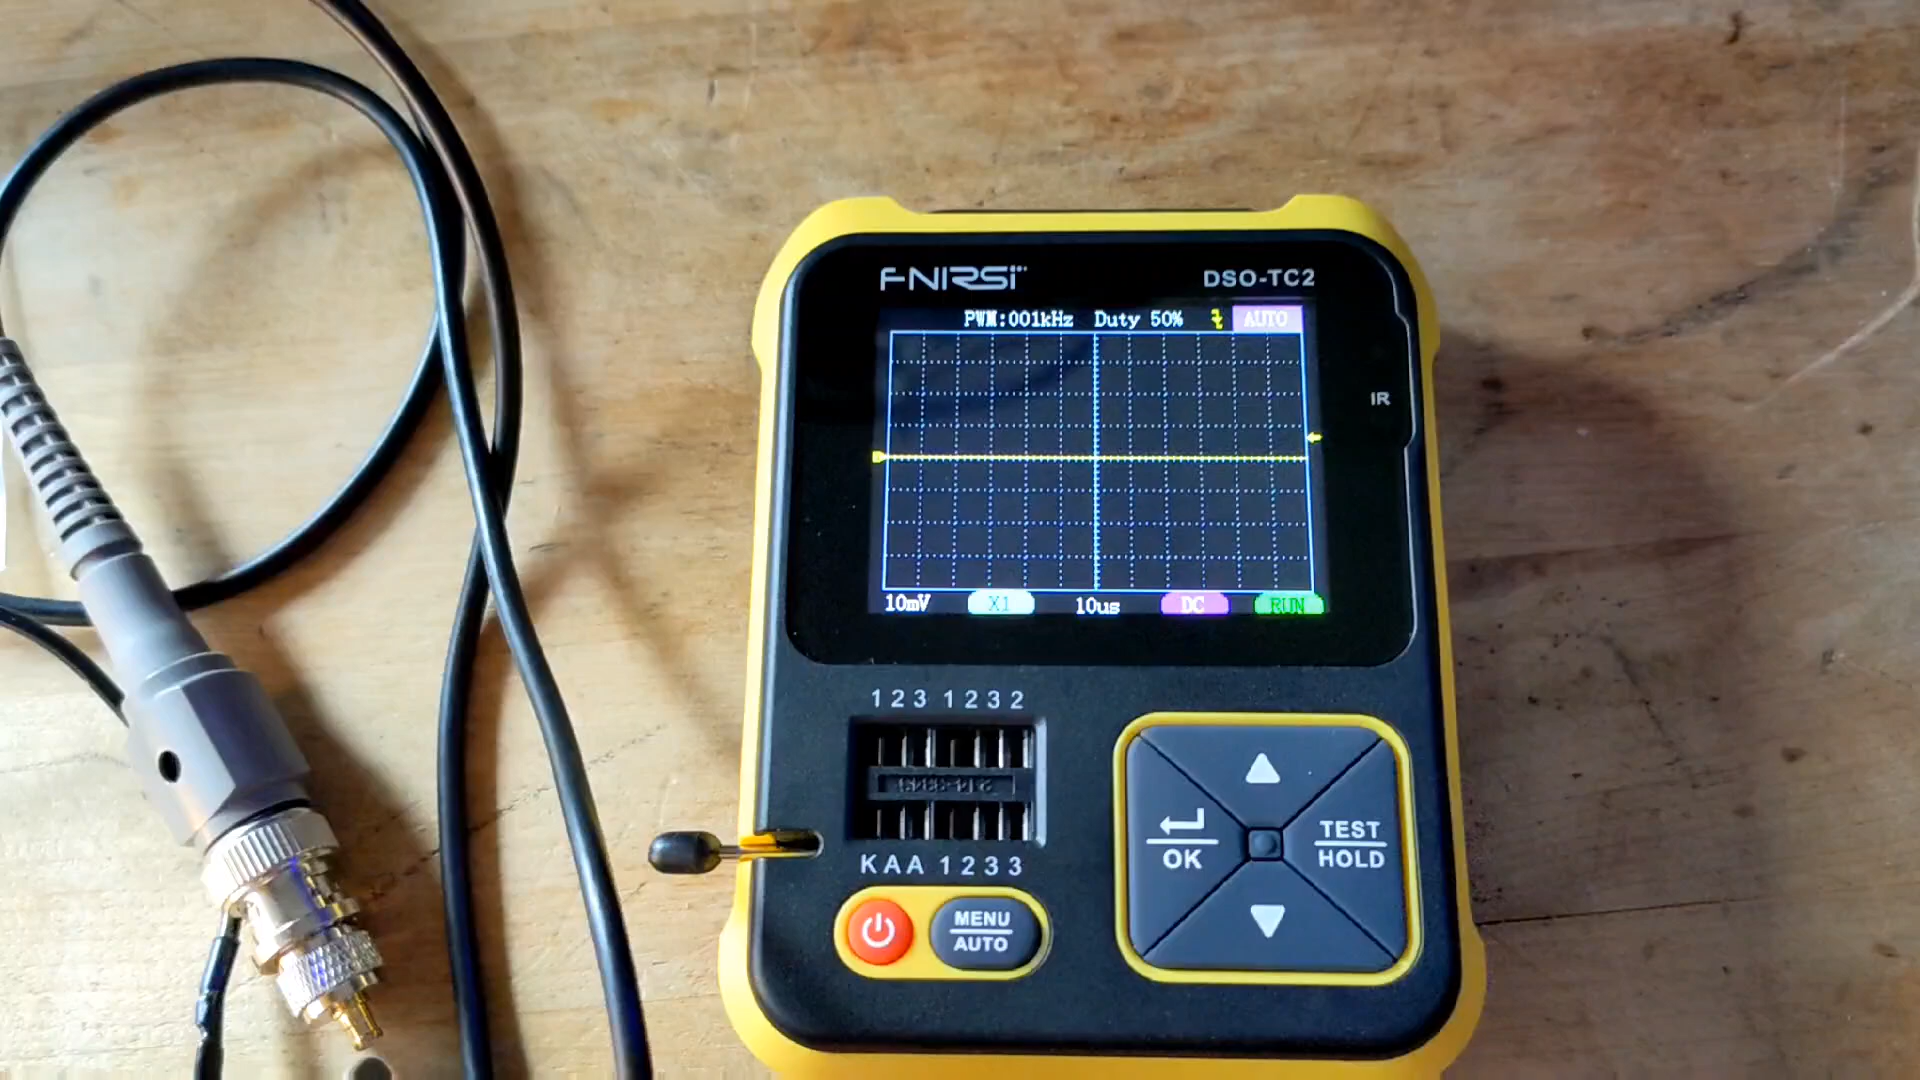 FNIRSI
DSO-TC2
PWM:001kHz Duty 50% AUTO
IR
10mV X1 10us DC RUN
1 2 3 1 2 3 2
K A A 1 2 3 3
OK
TEST
HOLD
MENU
AUTO